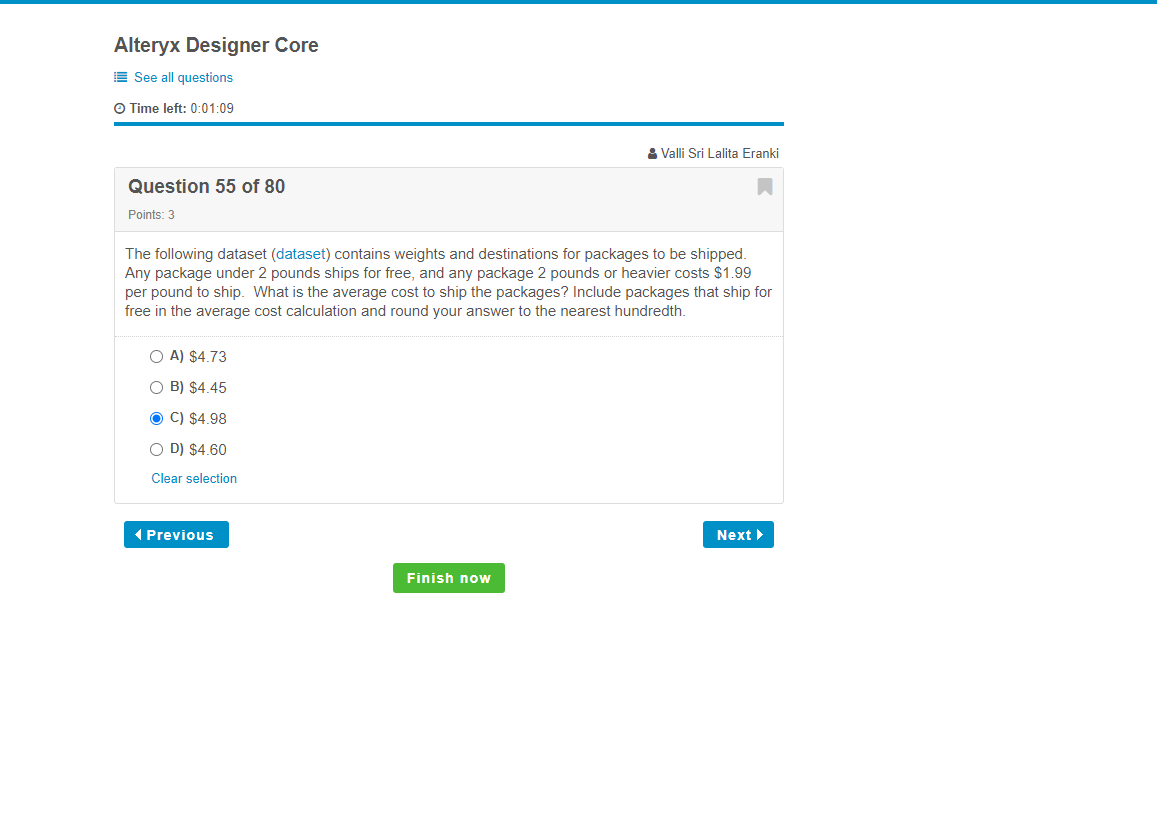 Alteryx Designer Core
See all questions
Time left: 0:01:09
Valli Sri Lalita Eranki
Question 55 of 80
Points: 3
The following dataset (dataset) contains weights and destinations for packages to be shipped.
Any package under 2 pounds ships for free, and any package 2 pounds or heavier costs $1.99
per pound to ship.  What is the average cost to ship the packages? Include packages that ship for
free in the average cost calculation and round your answer to the nearest hundredth.
A) $4.73
B) $4.45
C) $4.98
D) $4.60
Clear selection
Previous
Next
Finish now